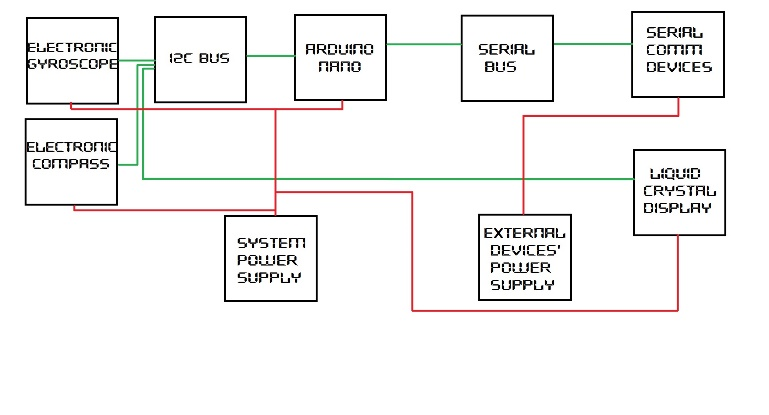 ELECTRONIC
GYROSCOPE
I2C BUS
ARDUINO
NANO
SERIAL
BUS
SERIAL
COMM
DEVICES
ELECTRONIC
COMPASS
LIQUID
CRYSTAL
DISPLAY
SYSTEM
POWER
SUPPLY
EXTERNAL
DEVICES'
POWER
SUPPLY